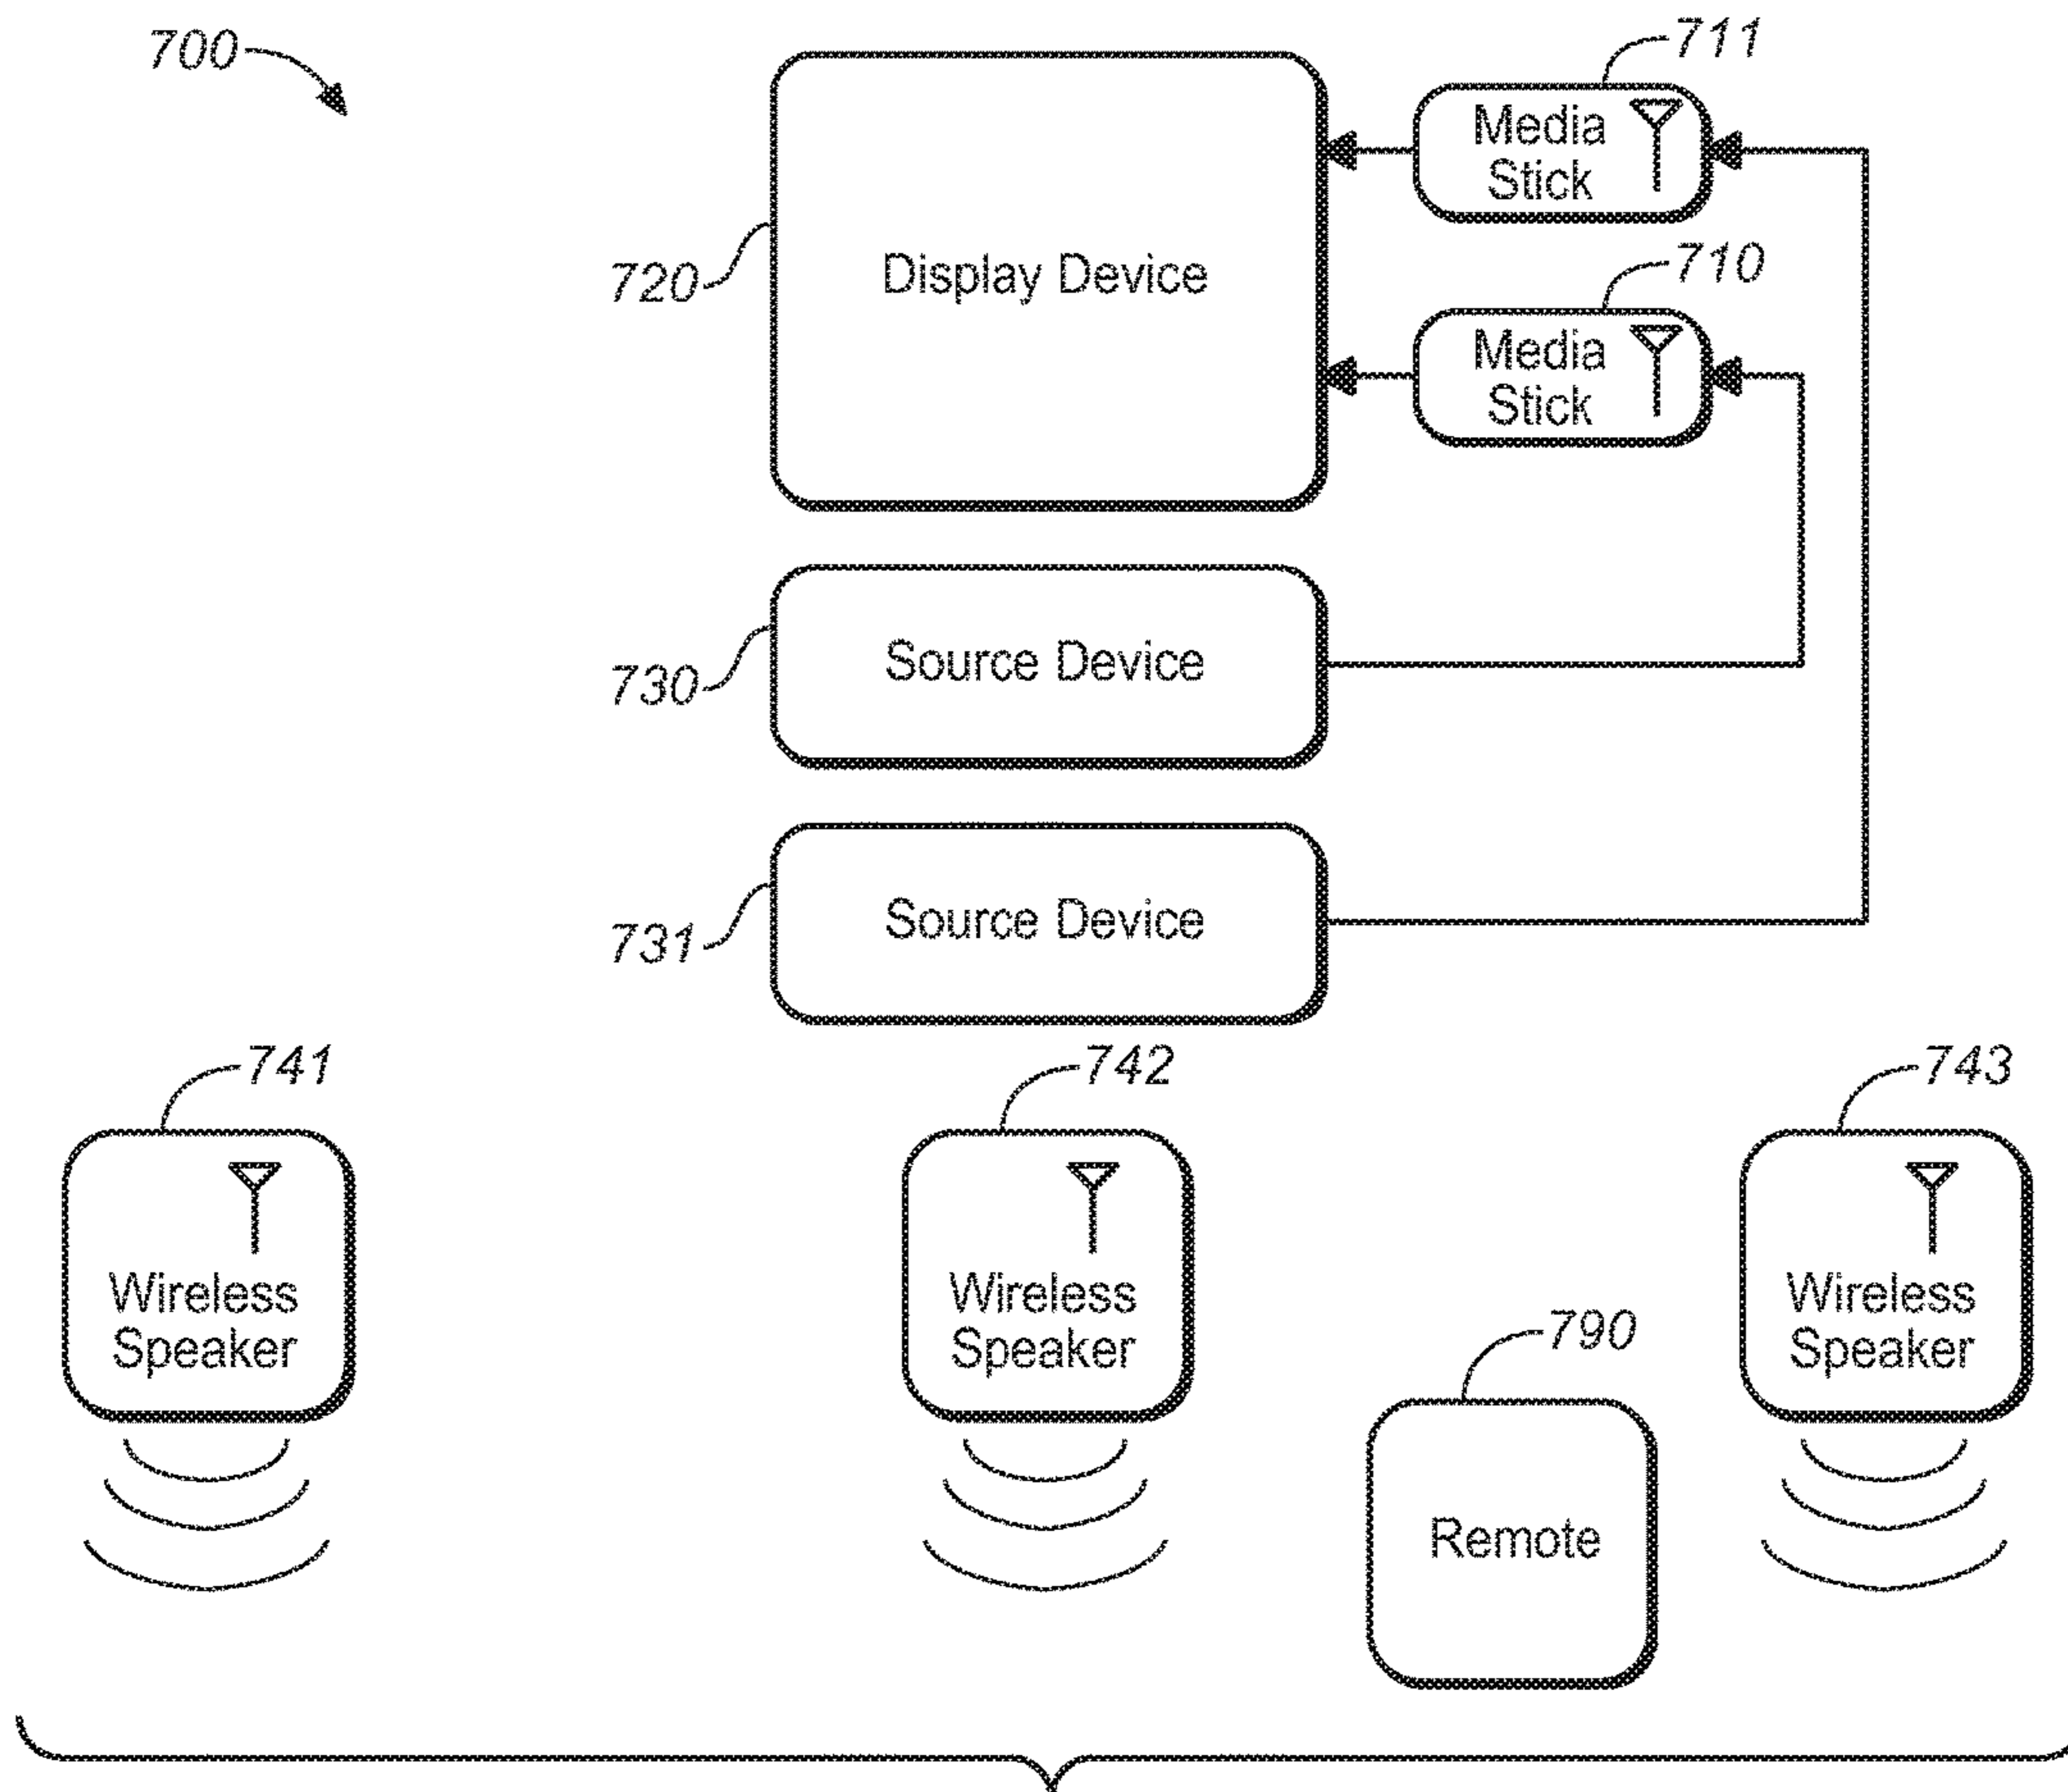 700
711
Media
Stick
720
Display Device
710
Media
Stick
730
Source Device
731
Source Device
741
742
743
Wireless
Speaker
Wireless
Speaker
Wireless
Speaker
790
Remote